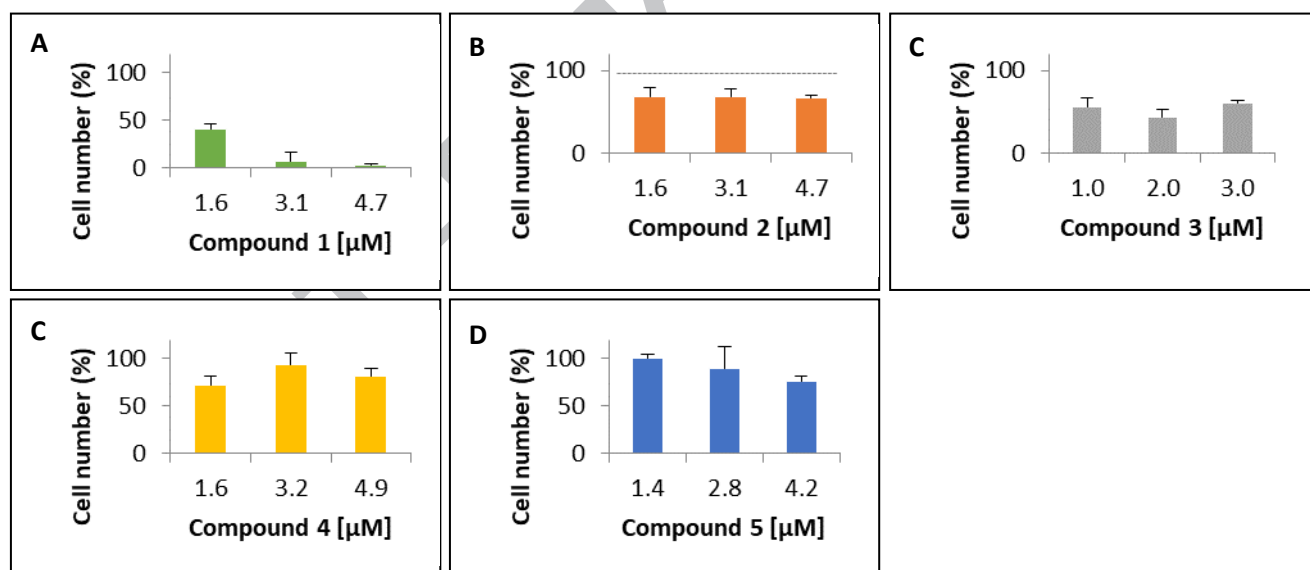 A
Cell number (%)
100
50
0
1.6 3.1 4.7
Compound 1 [µM]
B
Cell number (%)
100
0
1.6 3.1 4.7
Compound 2 [µM]
C
Cell number (%)
100
0
1.0 2.0 3.0
Compound 3 [µM]
C
Cell number (%)
100
50
0
1.6 3.2 4.9
Compound 4 [µM]
D
Cell number (%)
100
50
0
1.4 2.8 4.2
Compound 5 [µM]